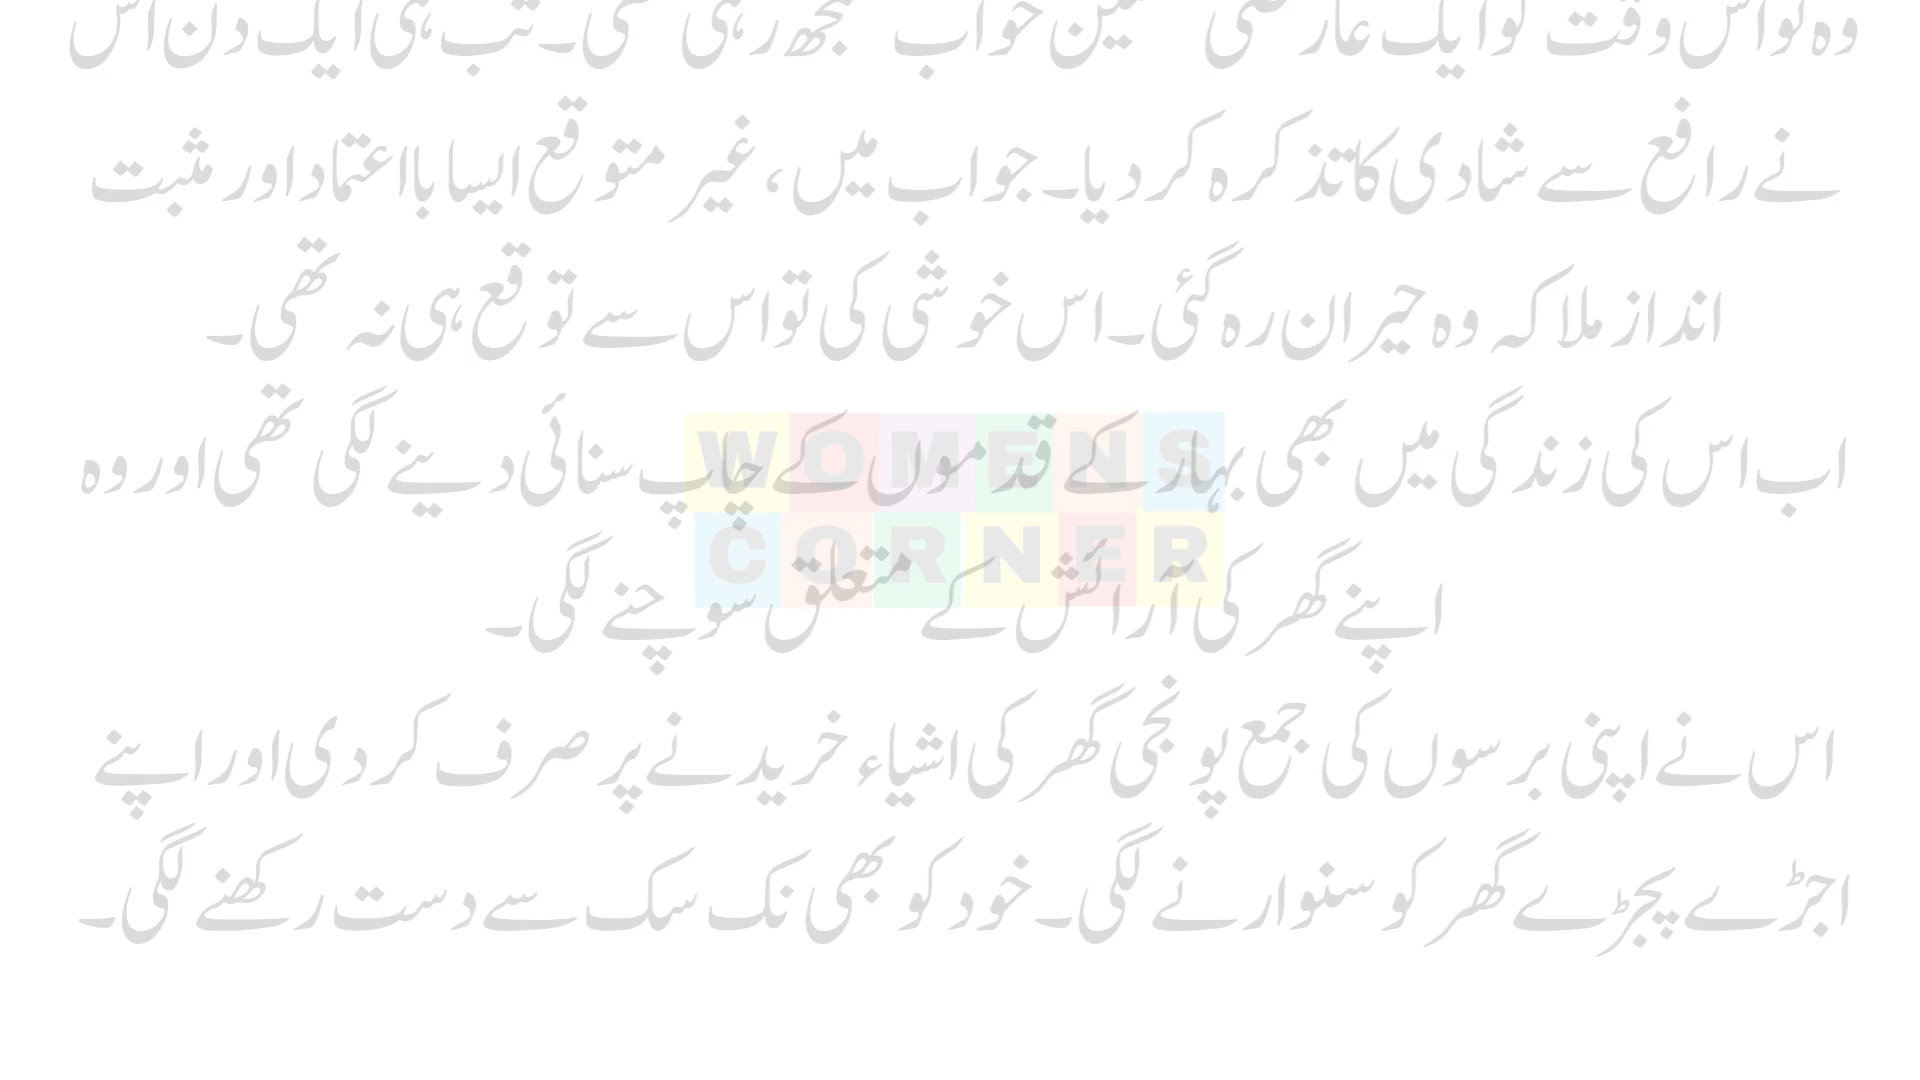 وہ تو اس وقت کو ایک عارضی حسین خواب سمجھ رہی تھی۔ تب ہی ایک دن اس
نے رافع سے شادی کا تذکرہ کر دیا۔ جواب میں، غیر متوقع ایسا بااعتماد اور مثبت
انداز ملا کہ وہ حیران رہ گئی۔ اس خوشی کی تو اس سے توقع ہی نہ تھی۔
اب اس کی زندگی میں بھی بہار کے قدموں کے چاپ سنائی دینے لگی تھی اور وہ
اپنے گھر کی آرائش کے متعلق سوچنے لگی۔
اس نے اپنی برسوں کی جمع پونجی گھر کی اشیاء خریدنے پر صرف کر دی اور اپنے
اجڑے پچجڑے گھر کو سنوارنے لگی۔ خود کو بھی نک سک سے دست رکھنے لگی۔
WOMENS
CORNER